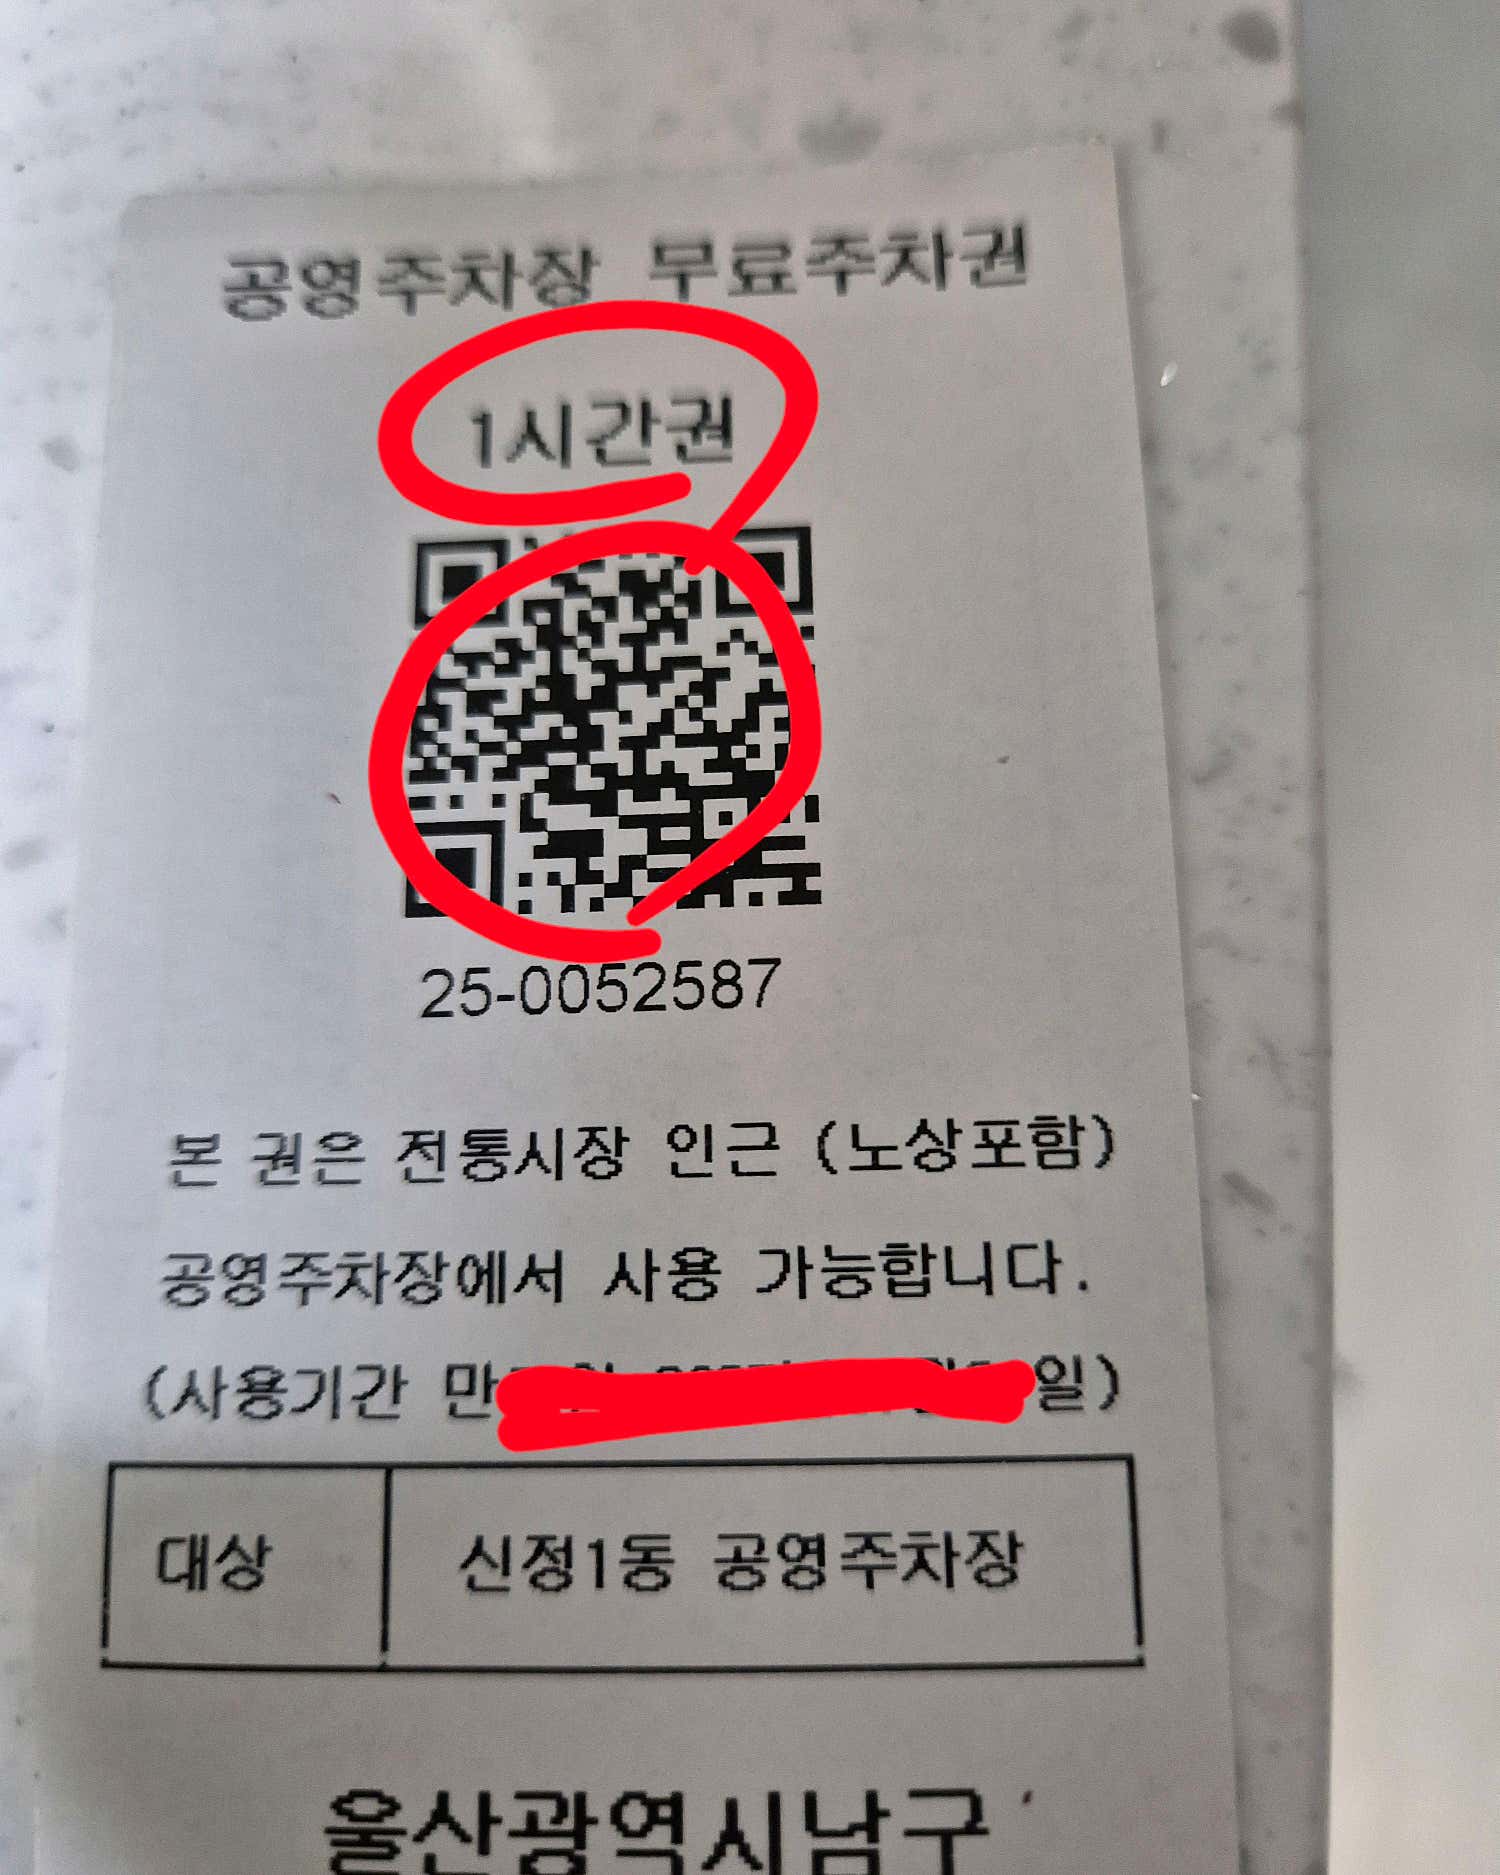 공영주차장 무료주차권
1시간권
25-0052587
본 권은 전통시장 인근 (노상포함)
공영주차장에서 사용 가능합니다.
(사용기간 만 일)
대상
신정1동 공영주차장
울산광역시남구